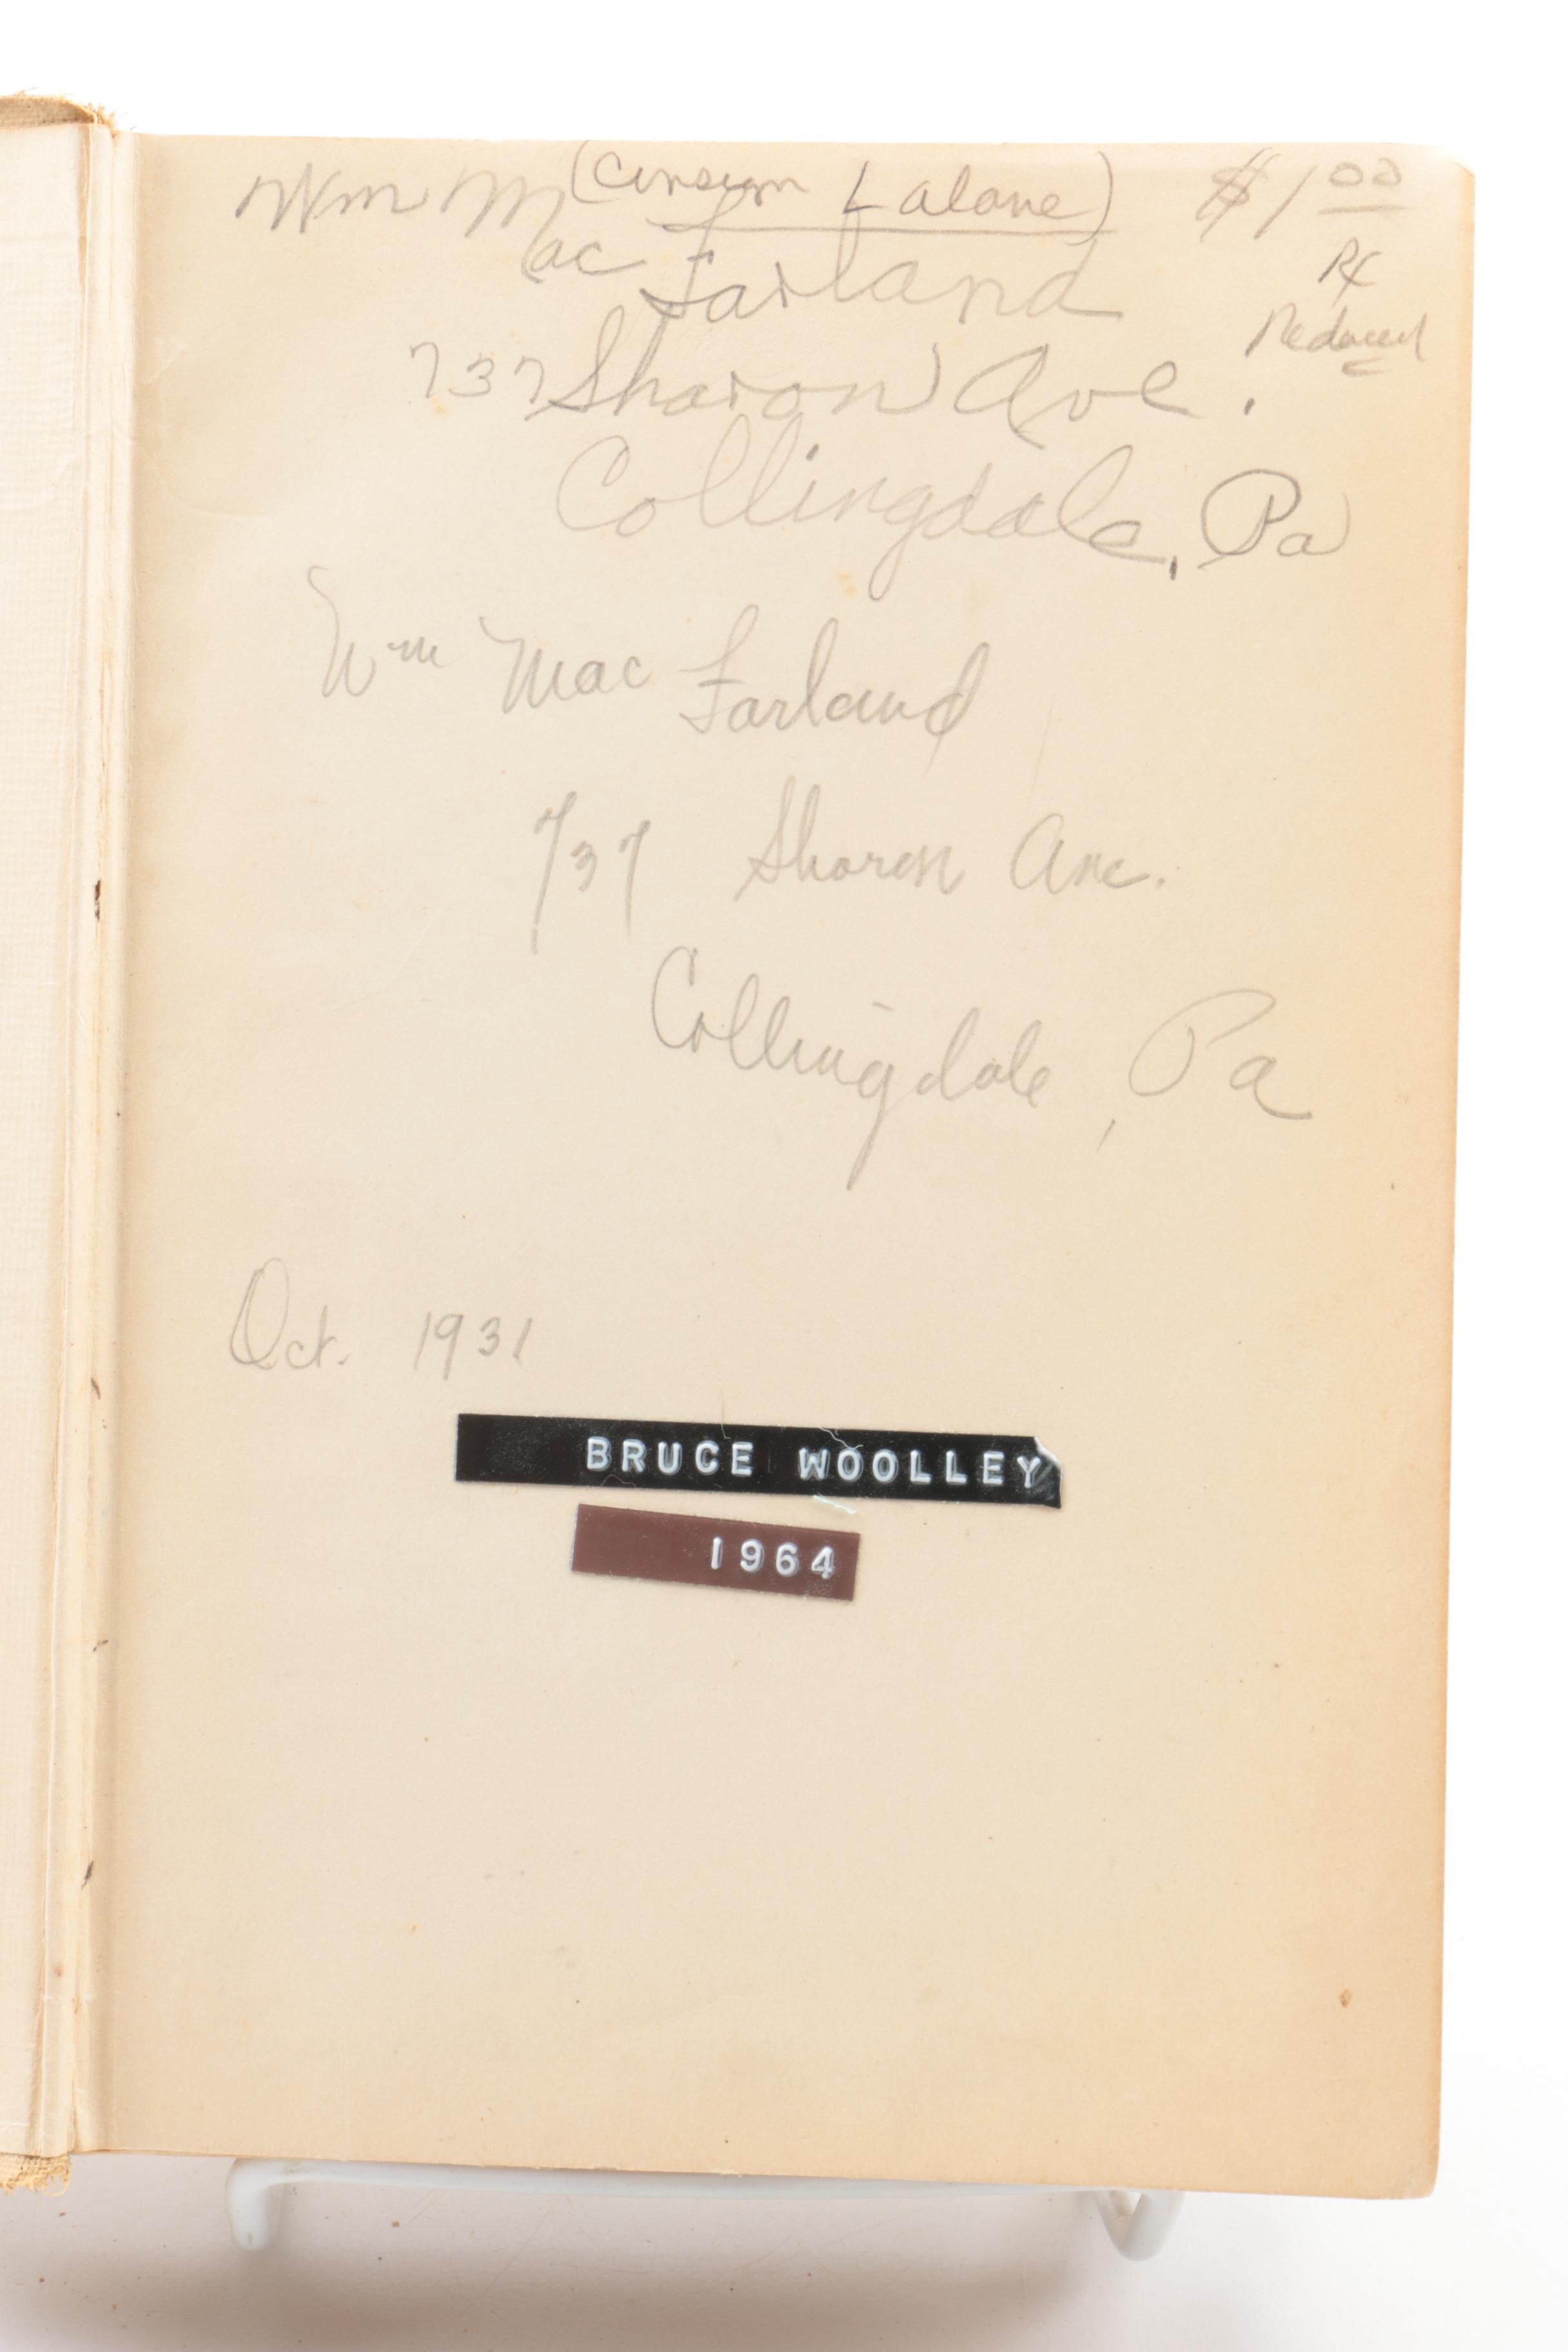 Wm Mac Farland $1.00
Reduced
737 Sharon Ave.
Collingdale, Pa
Wm Mac Farland
737 Sharon Ave.
Collingdale, Pa
Oct. 1931
BRUCE WOOLLEY
1964